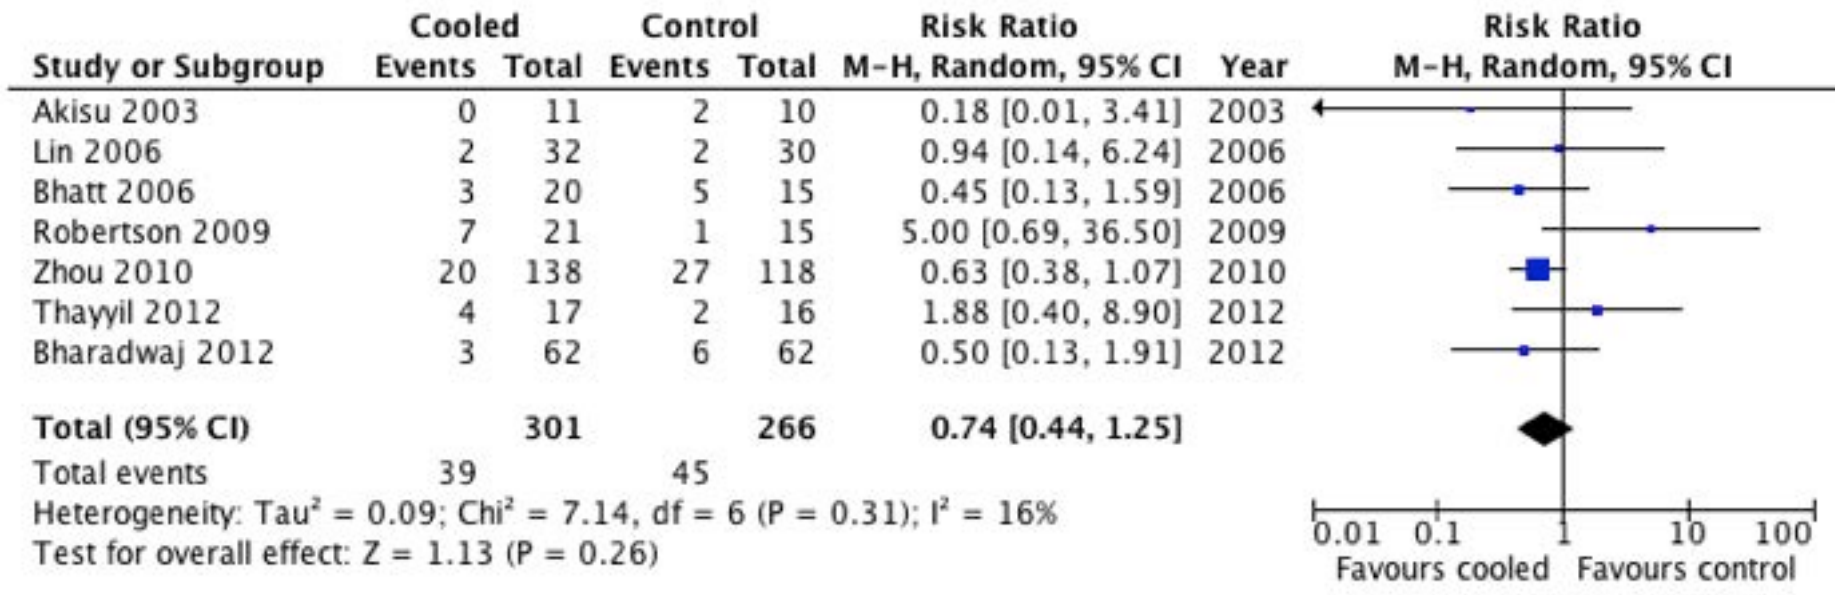 Cooled Control Risk Ratio Risk Ratio
Study or Subgroup Events Total Events Total M-H, Random, 95% CI Year M-H, Random, 95% CI
Akisu 2003 0 11 2 10 0.18 [0.01, 3.41] 2003
Lin 2006 2 32 2 30 0.94 [0.14, 6.24] 2006
Bhatt 2006 3 20 5 15 0.45 [0.13, 1.59] 2006
Robertson 2009 7 21 1 15 5.00 [0.69, 36.50] 2009
Zhou 2010 20 138 27 118 0.63 [0.38, 1.07] 2010
Thayyil 2012 4 17 2 16 1.88 [0.40, 8.90] 2012
Bharadwaj 2012 3 62 6 62 0.50 [0.13, 1.91] 2012
Total (95% CI) 301 266 0.74 [0.44, 1.25]
Total events 39 45
Heterogeneity: Tau² = 0.09; Chi² = 7.14, df = 6 (P = 0.31); I² = 16%
Test for overall effect: Z = 1.13 (P = 0.26)
0.01 0.1 1 10 100
Favours cooled Favours control